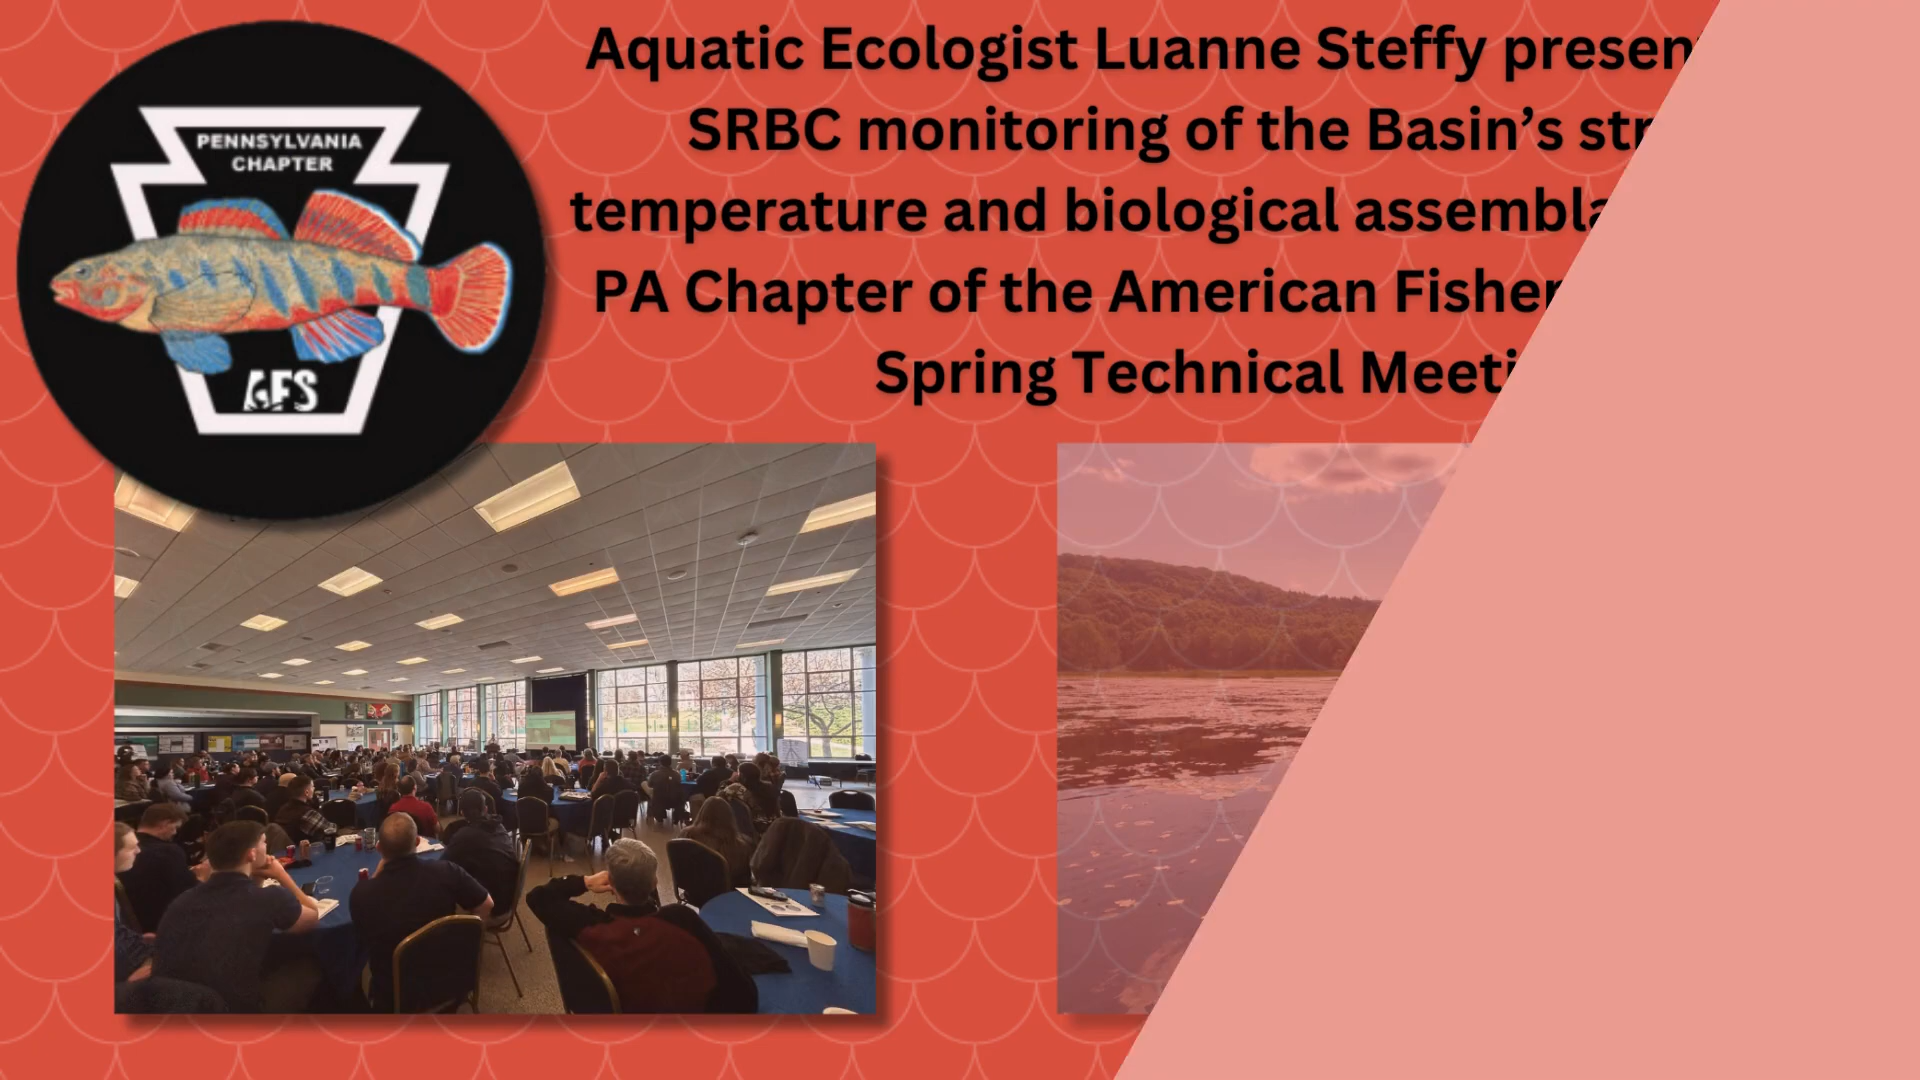 Aquatic Ecologist Luanne Steffy presen
SRBC monitoring of the Basin's str
temperature and biological assembla
PA Chapter of the American Fisher
Spring Technical Meeti
PENNSYLVANIA
CHAPTER
AFS